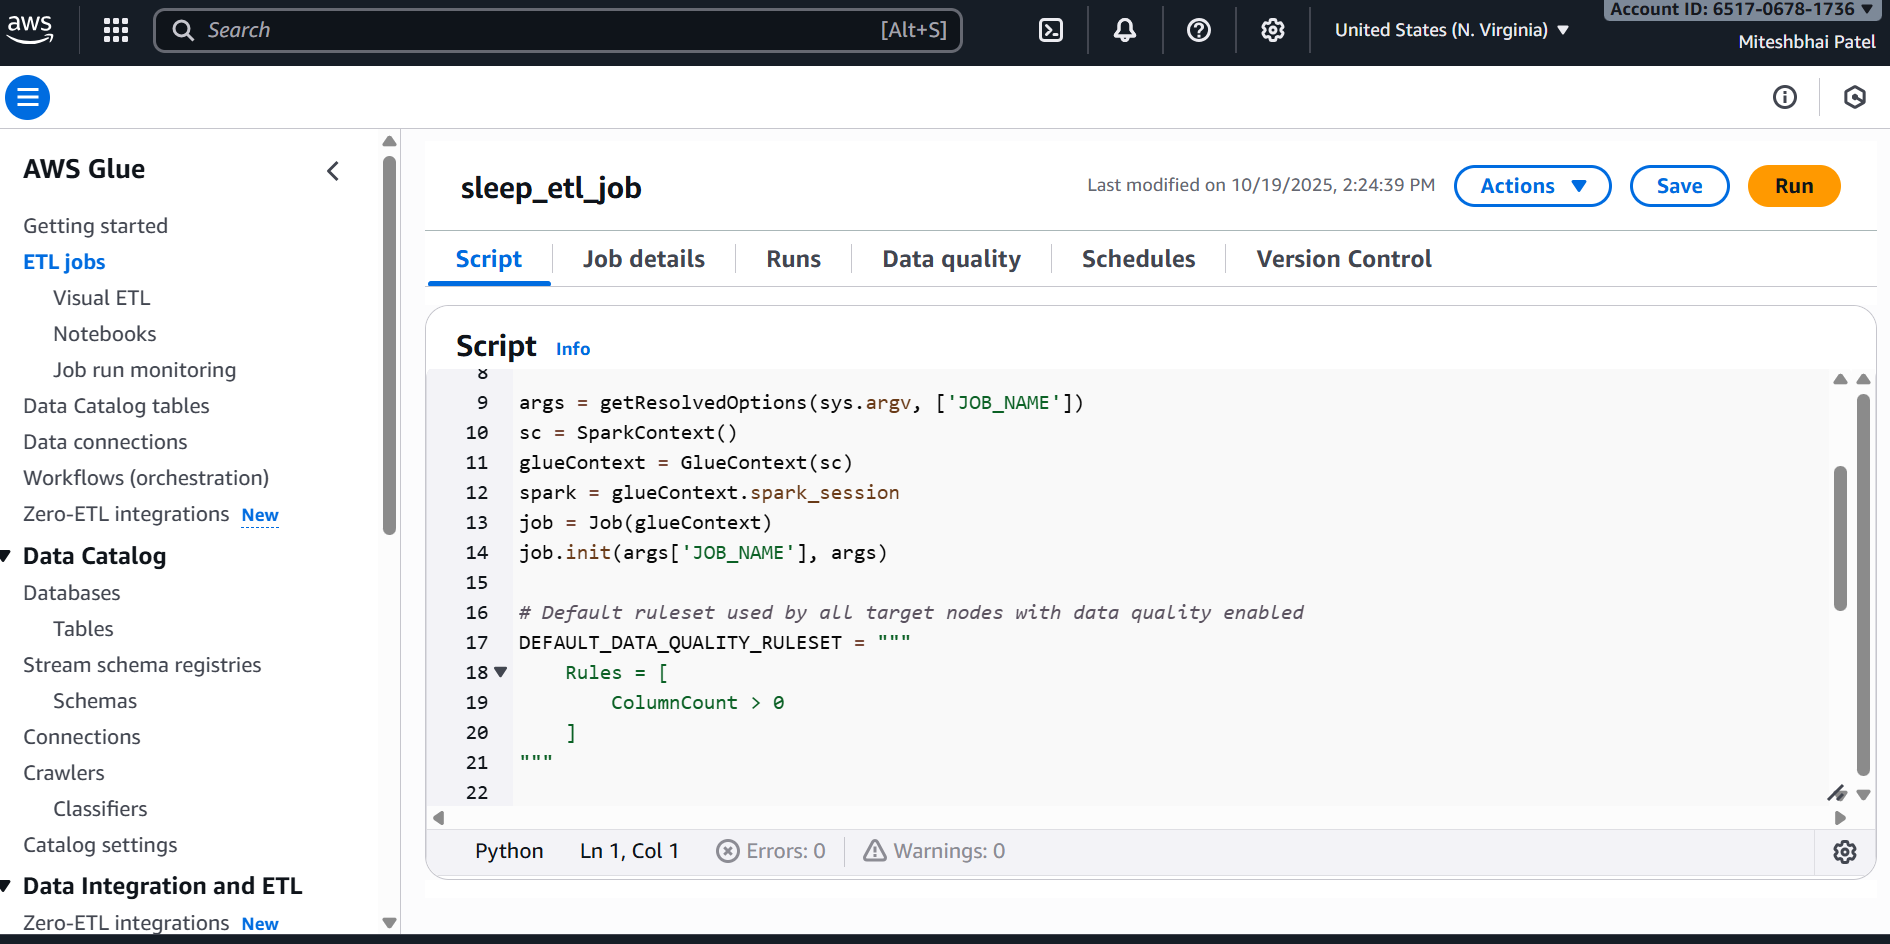 aws
Search
[Alt+S]
United States (N. Virginia)
Account ID: 6517-0678-1736
Miteshbhai Patel
AWS Glue
Getting started
ETL jobs
Visual ETL
Notebooks
Job run monitoring
Data Catalog tables
Data connections
Workflows (orchestration)
Zero-ETL integrations New
Data Catalog
Databases
Tables
Stream schema registries
Schemas
Connections
Crawlers
Classifiers
Catalog settings
Data Integration and ETL
Zero-ETL integrations New
sleep_etl_job
Last modified on 10/19/2025, 2:24:39 PM
Actions
Save
Run
Script
Job details
Runs
Data quality
Schedules
Version Control
Script Info
8
9 args = getResolvedOptions(sys.argv, ['JOB_NAME'])
10 sc = SparkContext()
11 glueContext = GlueContext(sc)
12 spark = glueContext.spark_session
13 job = Job(glueContext)
14 job.init(args['JOB_NAME'], args)
15
16 # Default ruleset used by all target nodes with data quality enabled
17 DEFAULT_DATA_QUALITY_RULESET = """
18 Rules = [
19 ColumnCount > 0
20 ]
21 """
22
Python Ln 1, Col 1 Errors: 0 Warnings: 0